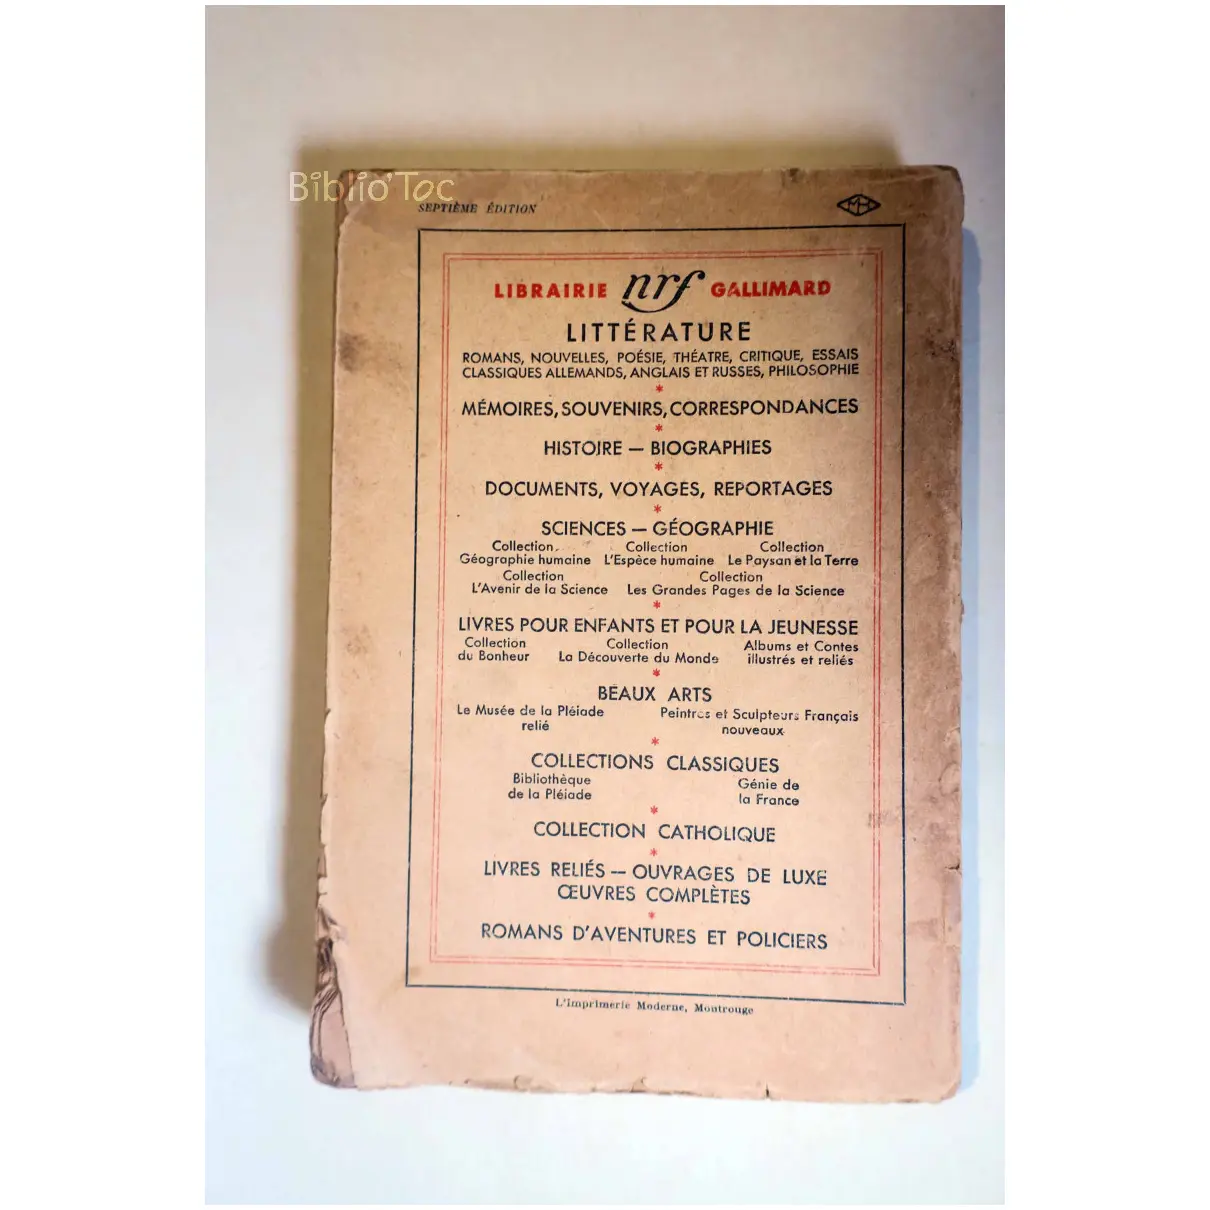 Biblio'Toc
SEPTIÈME ÉDITION
LIBRAIRIE nrf GALLIMARD
LITTÉRATURE
ROMANS, NOUVELLES, POÉSIE, THÉATRE, CRITIQUE, ESSAIS
CLASSIQUES ALLEMANDS, ANGLAIS ET RUSSES, PHILOSOPHIE
*
MÉMOIRES, SOUVENIRS, CORRESPONDANCES
*
HISTOIRE — BIOGRAPHIES
*
DOCUMENTS, VOYAGES, REPORTAGES
*
SCIENCES — GÉOGRAPHIE
Collection Collection Collection
Géographie humaine L'Espèce humaine Le Paysan et la Terre
Collection Collection
L'Avenir de la Science Les Grandes Pages de la Science
*
LIVRES POUR ENFANTS ET POUR LA JEUNESSE
Collection Collection Albums et Contes
du Bonheur La Découverte du Monde illustrés et reliés
*
BEAUX ARTS
Le Musée de la Pléiade Peintres et Sculpteurs Français
relié nouveaux
*
COLLECTIONS CLASSIQUES
Bibliothèque Génie de
de la Pléiade la France
*
COLLECTION CATHOLIQUE
*
LIVRES RELIÉS — OUVRAGES DE LUXE
ŒUVRES COMPLÈTES
*
ROMANS D'AVENTURES ET POLICIERS
L'Imprimerie Moderne, Montrouge